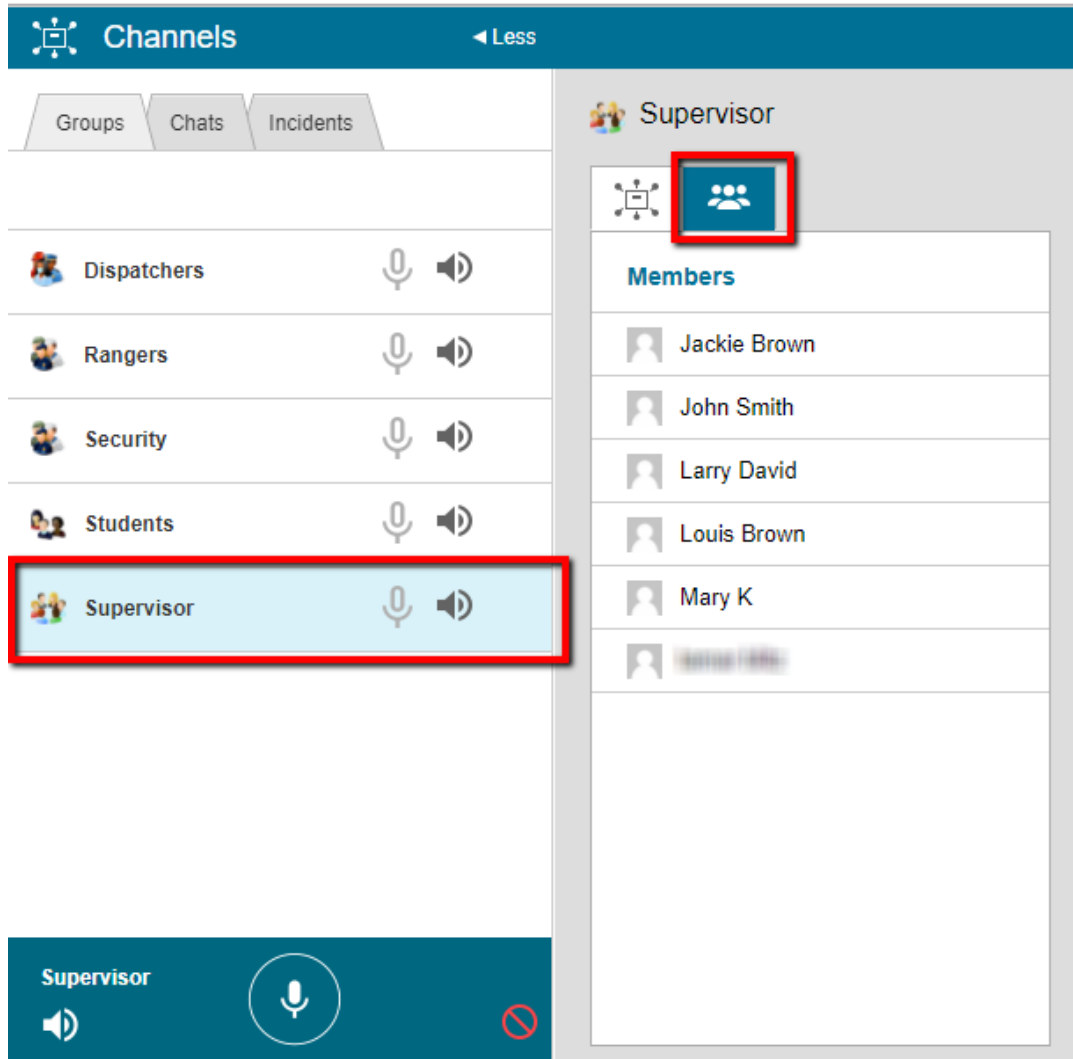 Channels
◄ Less
Groups
Chats
Incidents
Dispatchers
Rangers
Security
Students
Supervisor
Supervisor
Supervisor
Members
Jackie Brown
John Smith
Larry David
Louis Brown
Mary K